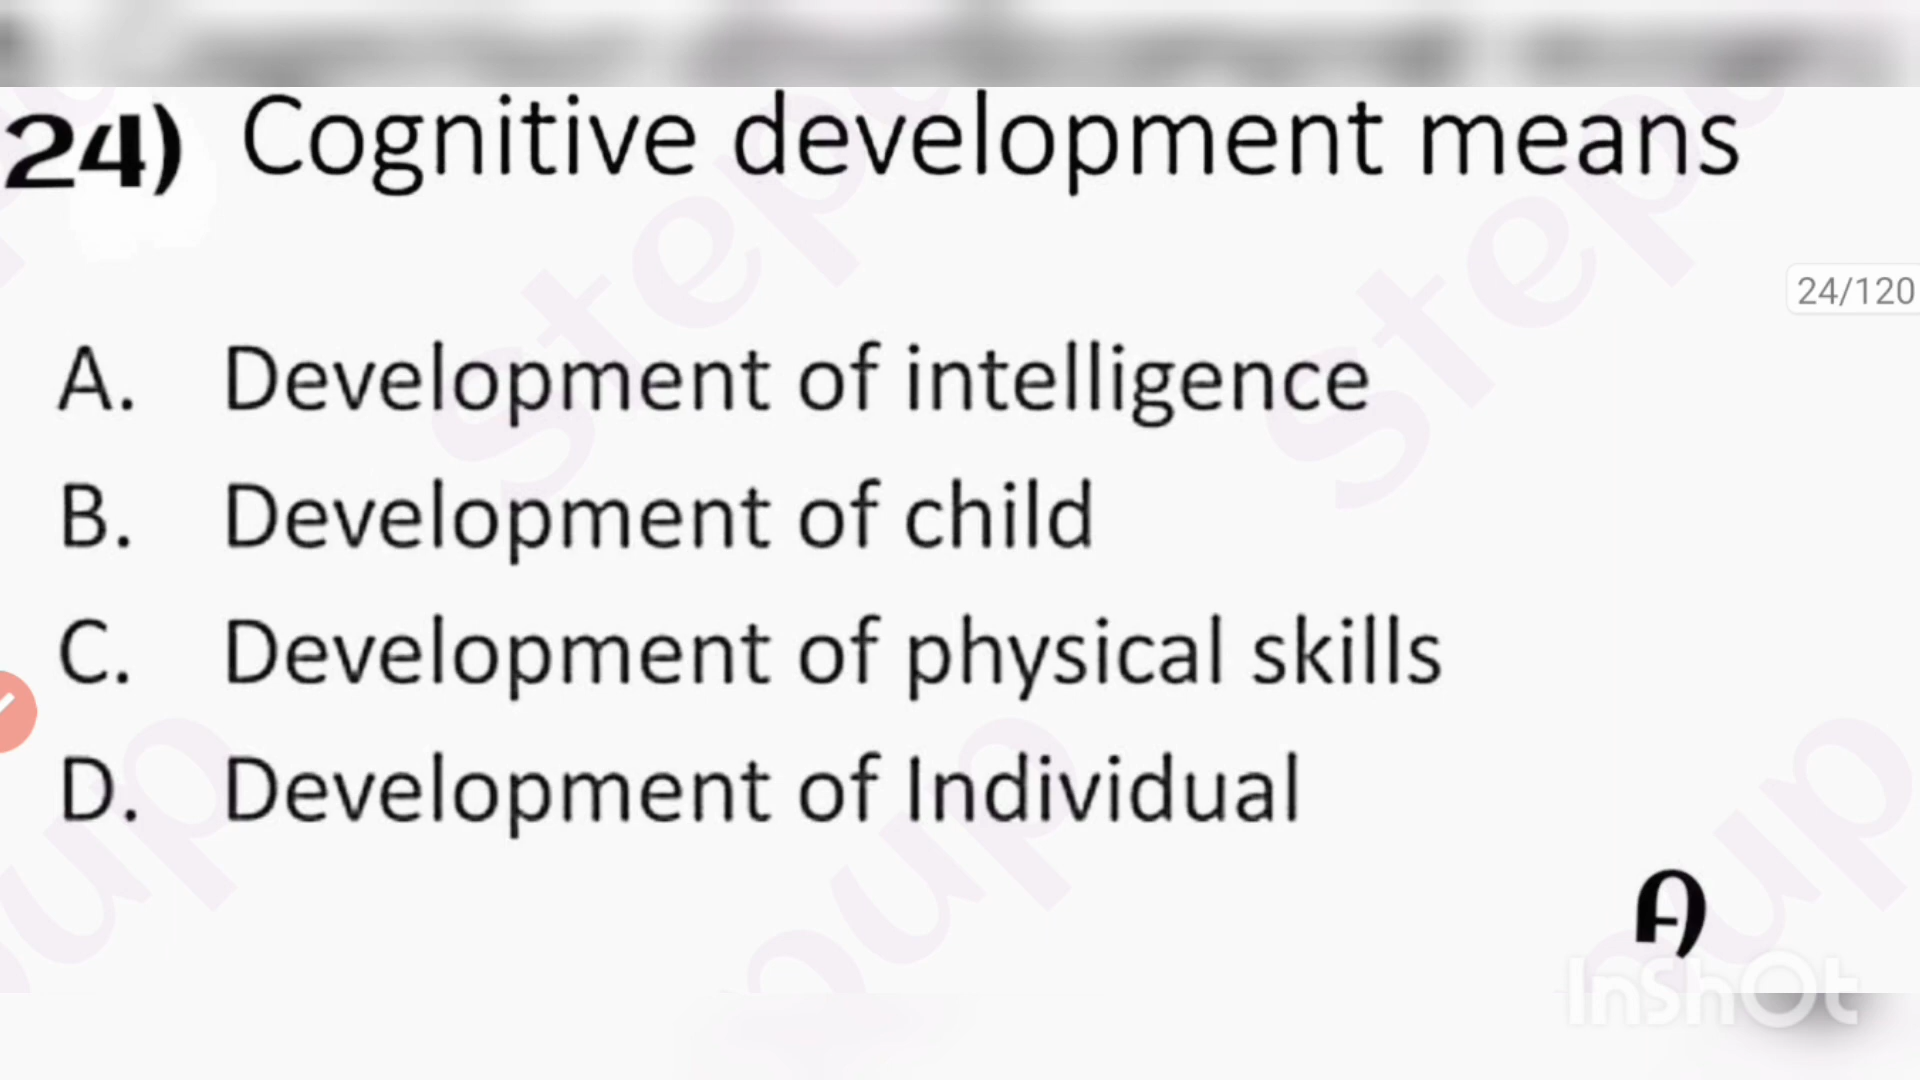 24) Cognitive development means
24/120
A. Development of intelligence
B. Development of child
C. Development of physical skills
D. Development of Individual
A
InShOt
stepup